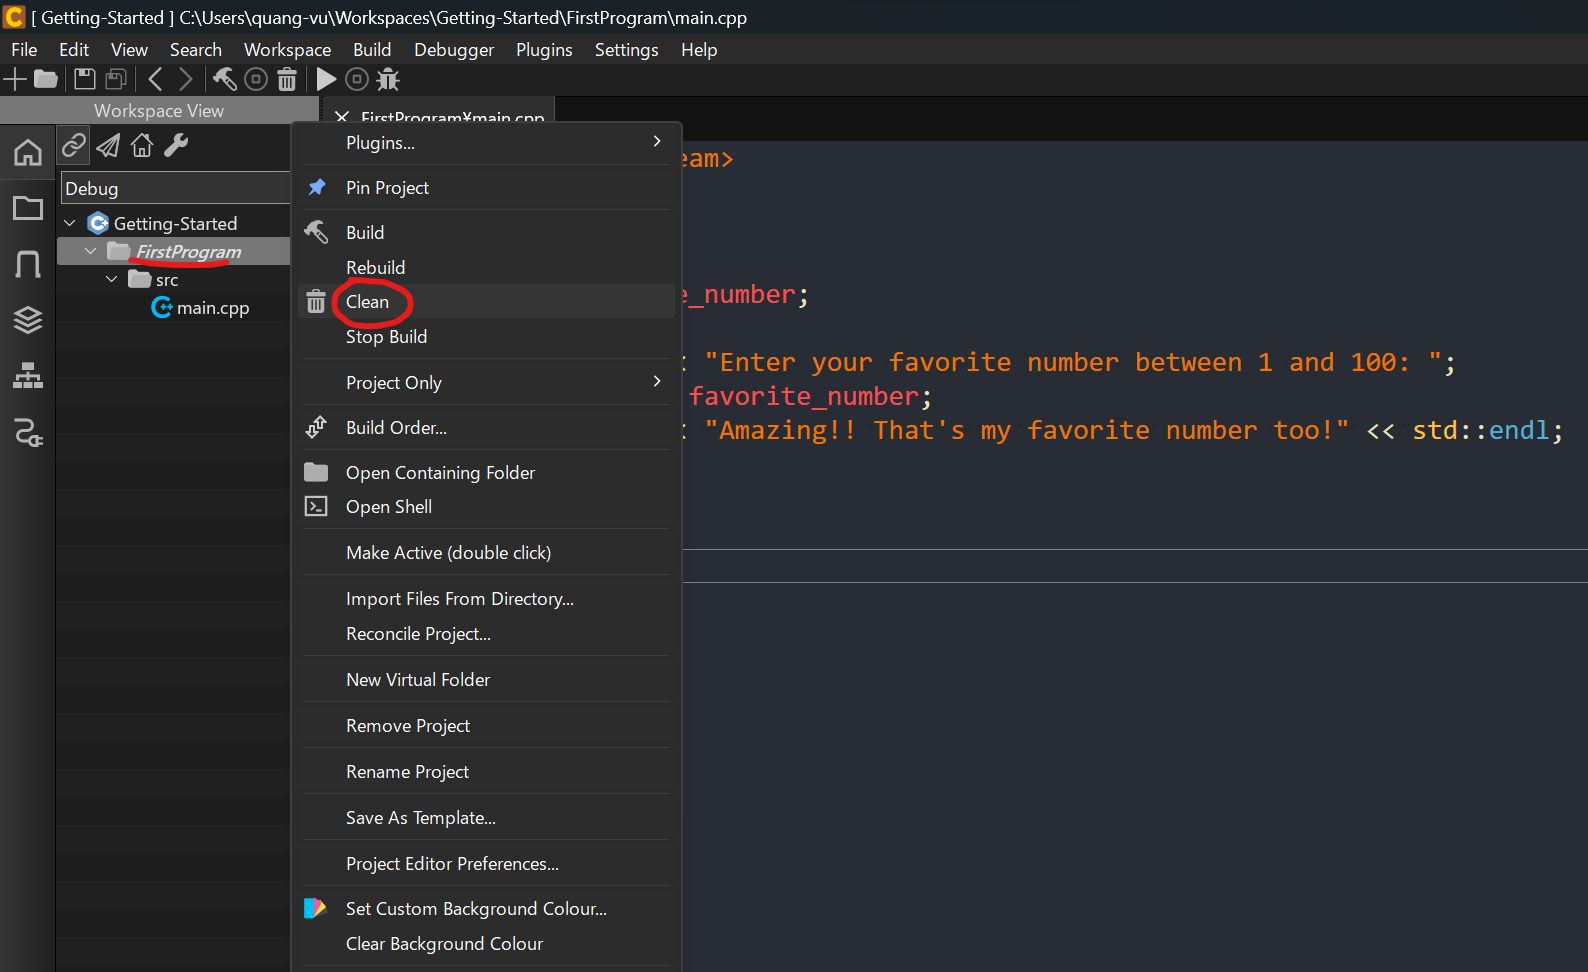 [ Getting-Started ] C:\Users\quang-vu\Workspaces\Getting-Started\FirstProgram\main.cpp
File Edit View Search Workspace Build Debugger Plugins Settings Help
Workspace View
FirstProgram¥main.cpp
Debug
Getting-Started
FirstProgram
src
main.cpp
Plugins...
Pin Project
Build
Rebuild
Clean
Stop Build
Project Only
Build Order...
Open Containing Folder
Open Shell
Make Active (double click)
Import Files From Directory...
Reconcile Project...
New Virtual Folder
Remove Project
Rename Project
Save As Template...
Project Editor Preferences...
Set Custom Background Colour...
Clear Background Colour
eam>
_number;
"Enter your favorite number between 1 and 100: ";
favorite_number;
"Amazing!! That's my favorite number too!" << std::endl;